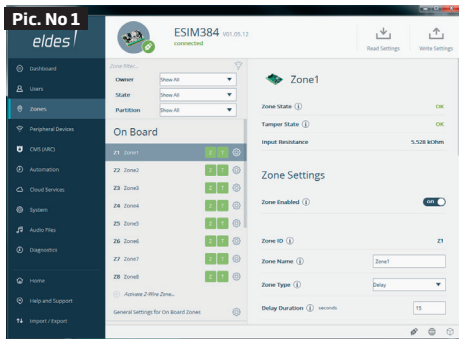 Pic. No 1
eldes
ESIM384 V01.05.12
connected
Read Settings
Write Settings
Dashboard
Users
Zones
Peripheral Devices
CMS (ARC)
Automation
Cloud Services
System
Audio Files
Diagnostics
Home
Help and Support
Import / Export
Zone filter...
Owner Show All
State Show All
Partition Show All
On Board
Z1 Zone1 Z T
Z2 Zone2 Z T
Z3 Zone3 Z T
Z4 Zone4 Z T
Z5 Zone5 Z T
Z6 Zone6 Z T
Z7 Zone7 Z T
Z8 Zone8 Z T
Activate 2-Wire Zone...
General Settings for On Board Zones
Zone1
Zone State OK
Tamper State OK
Input Resistance 5.528 kOhm
Zone Settings
Zone Enabled ON
Zone ID Z1
Zone Name Zone1
Zone Type Delay
Delay Duration seconds 15